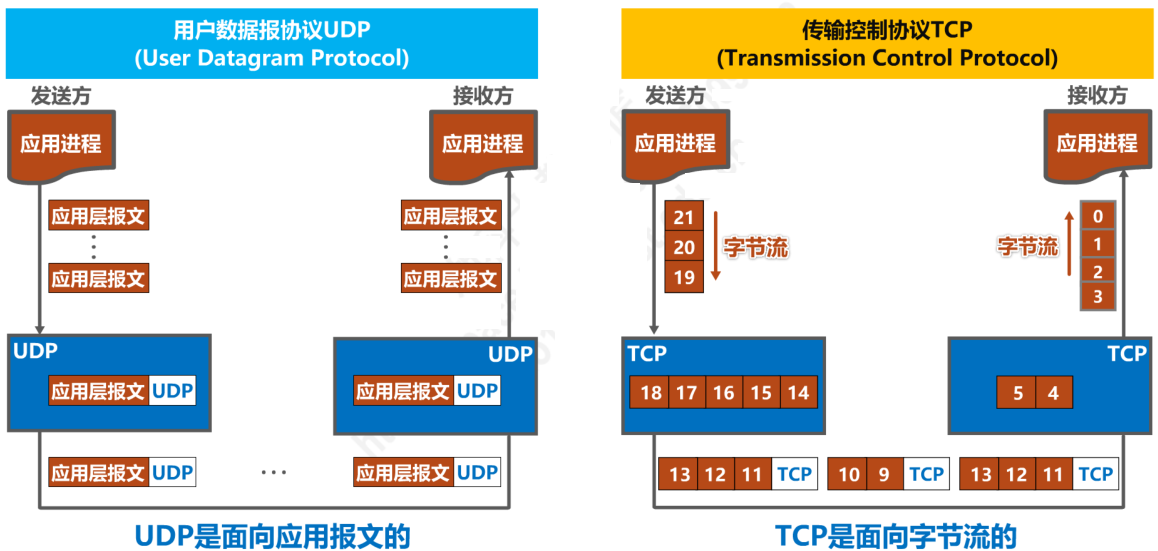 用户数据报协议UDP
(User Datagram Protocol)
发送方
接收方
应用进程
应用进程
应用层报文
应用层报文
⋮
⋮
应用层报文
应用层报文
UDP
UDP
应用层报文 UDP
应用层报文 UDP
应用层报文 UDP
…
应用层报文 UDP
UDP是面向应用报文的
传输控制协议TCP
(Transmission Control Protocol)
发送方
接收方
应用进程
应用进程
21
20
19
字节流
字节流
0
1
2
3
TCP
TCP
18 17 16 15 14
5 4
13 12 11 TCP
10 9 TCP
13 12 11 TCP
TCP是面向字节流的